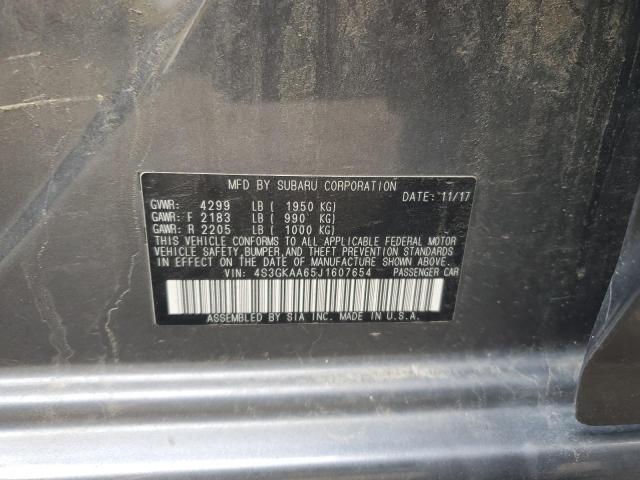 MFD BY SUBARU CORPORATION
DATE: 11/17
GVWR: 4299 LB ( 1950 KG)
GAWR: F 2183 LB ( 990 KG)
GAWR: R 2205 LB ( 1000 KG)
THIS VEHICLE CONFORMS TO ALL APPLICABLE FEDERAL MOTOR
VEHICLE SAFETY, BUMPER, AND THEFT PREVENTION STANDARDS
IN EFFECT ON THE DATE OF MANUFACTURE SHOWN ABOVE.
VIN: 4S3GKAA65J1607654 PASSENGER CAR
ASSEMBLED BY SIA INC. MADE IN U.S.A.